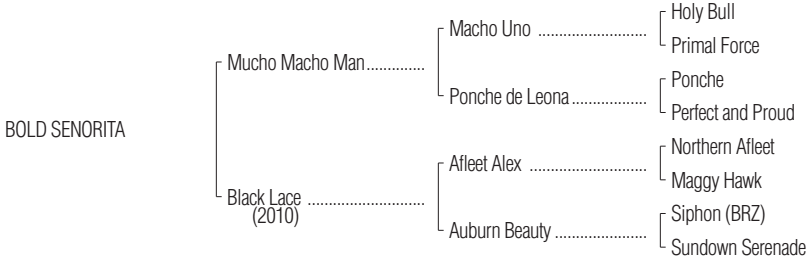 Holy Bull
Macho Uno ..........................
Primal Force
Mucho Macho Man..............
Ponche
Ponche de Leona..................
Perfect and Proud
BOLD SENORITA
Northern Afleet
Afleet Alex ............................
Maggy Hawk
Black Lace ............................
(2010)
Siphon (BRZ)
Auburn Beauty ......................
Sundown Serenade